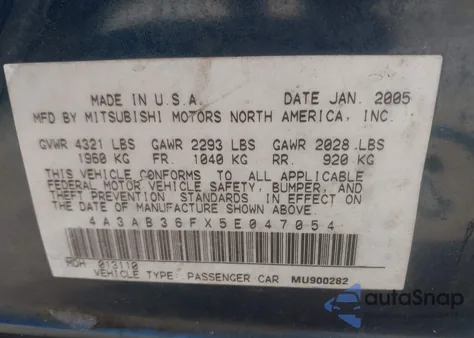 MADE IN U.S.A. DATE JAN. 2005
MFD BY MITSUBISHI MOTORS NORTH AMERICA, INC.
GVWR 4321 LBS GAWR 2293 LBS GAWR 2028 LBS
1960 KG FR. 1040 KG RR. 920 KG
THIS VEHICLE CONFORMS TO ALL APPLICABLE
FEDERAL MOTOR VEHICLE SAFETY, BUMPER, AND
THEFT PREVENTION STANDARDS IN EFFECT ON
THE DATE OF MANUFACTURE SHOWN ABOVE.
4A3AB36FX5E047054
MDH 013110
VEHICLE TYPE: PASSENGER CAR MU900282
autoSnap